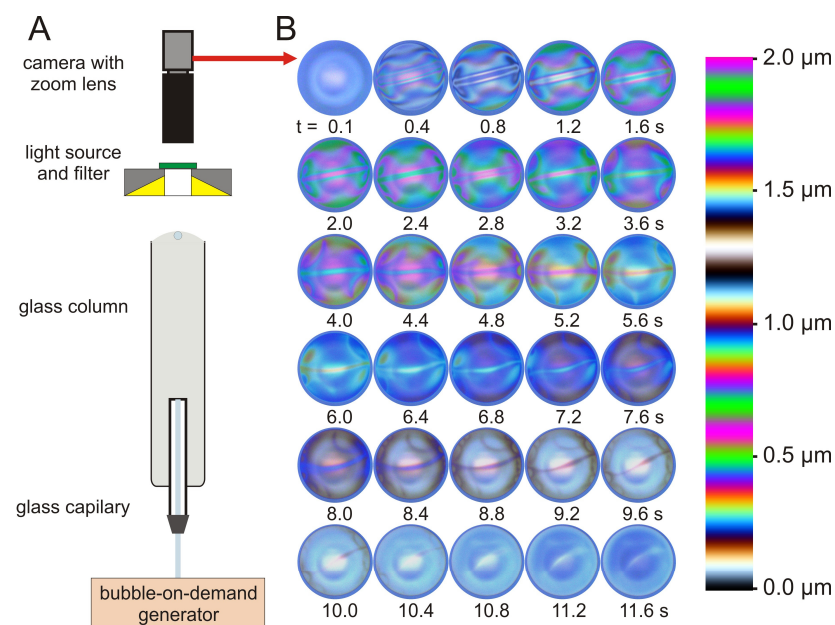 A
camera with
zoom lens
light source
and filter
glass column
glass capilary
bubble-on-demand
generator
B
t = 0.1 0.4 0.8 1.2 1.6 s
2.0 2.4 2.8 3.2 3.6 s
4.0 4.4 4.8 5.2 5.6 s
6.0 6.4 6.8 7.2 7.6 s
8.0 8.4 8.8 9.2 9.6 s
10.0 10.4 10.8 11.2 11.6 s
2.0 µm
1.5 µm
1.0 µm
0.5 µm
0.0 µm